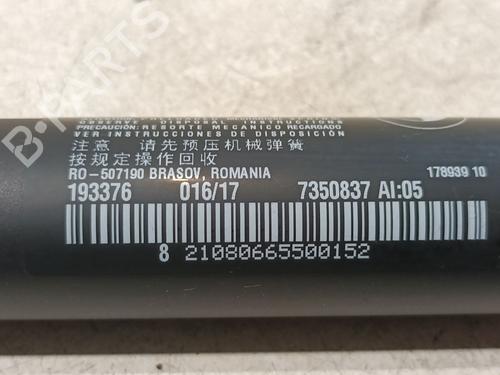 OBSERVE DISPOSAL INSTRUCTIONS
PRECAUCIÓN: RESORTE MECANICO RECARGADO
VER INSTRUCCIONES DE DESMONTAJE
注意 请先预压机械弹簧
按规定操作回收
RO-507190 BRASOV, ROMANIA 178939 10
193376 016/17 7350837 AI:05
8 21080665500152
B-PARTS